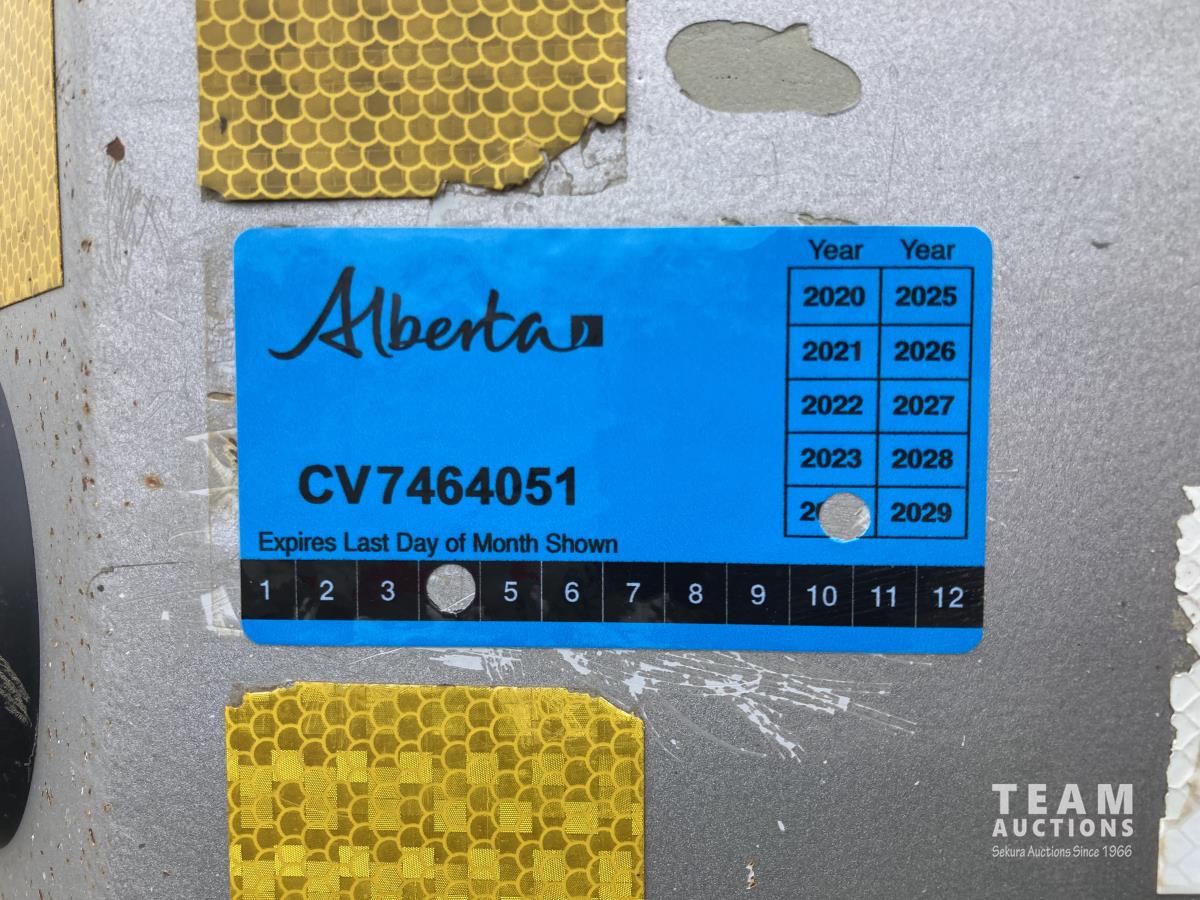 Alberta
CV7464051
Expires Last Day of Month Shown
Year Year
2020 2025
2021 2026
2022 2027
2023 2028
2029
1 2 3 5 6 7 8 9 10 11 12
TEAM
AUCTIONS
Sekura Auctions Since 1966